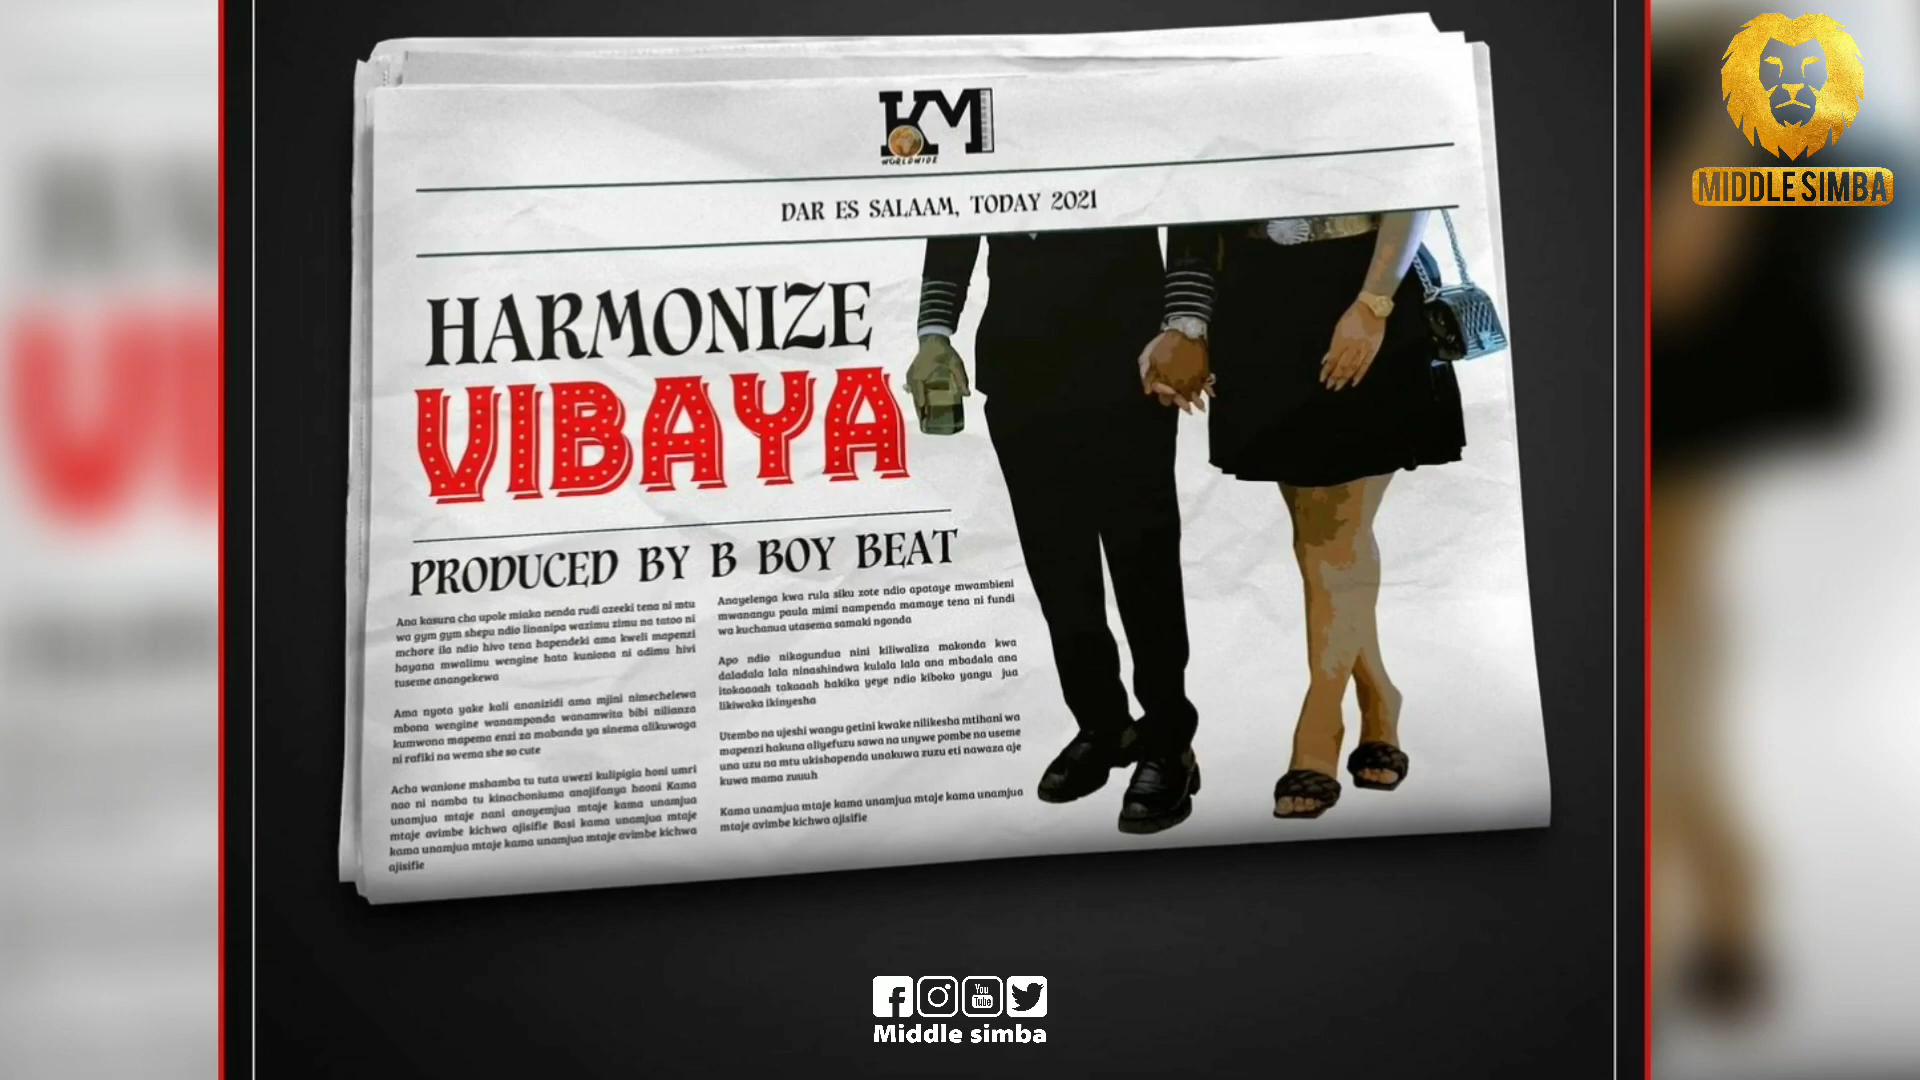 KM
WORLDWIDE
MIDDLE SIMBA
DAR ES SALAAM, TODAY 2021
HARMONIZE
VIBAYA
PRODUCED BY B BOY BEAT
Ana kasura cha upole miaka nenda rudi azeeki tena ni mtu
wa gym gym shepu ndio linanipa wazimu zimu na tatoo ni
mchore ila ndio hivo tena hapendeki ama kweli mapenzi
hayana mwalimu wengine hata kuniona ni adimu hivi
tuseme anangekewa
Ama nyota yake kali ananizidi ama mjini nimechelewa
mbona wengine wanamponda wanamwita bibi nilianza
kumwona mapema enzi za mabanda ya sinema alikuwaga
ni rafiki na wema she so cute
Acha wanione mshamba tu tuta uwezi kulipigia honi umri
nao ni namba tu kinachoniuma anajifanya haoni Kama
unamjua mtaje nani anayemjua mtaje kama unamjua
mtaje avimbe kichwa ajisifie Basi kama unamjua mtaje
kama unamjua mtaje kama unamjua mtaje avimbe kichwa
ajisifie
Anayelenga kwa rula siku zote ndio apataye mwambieni
mwanangu paula mimi nampenda mamaye tena ni fundi
wa kuchanua utasema samaki ngonda
Apo ndio nikagundua nini kiliwaliza makonda kwa
daladala lala ninashindwa kulala lala ana mbadala ana
itokaaaah takaaah hakika yeye ndio kiboko yangu jua
likiwaka ikinyesha
Utembo na ujeshi wangu getini kwake nilikesha mtihani wa
mapenzi hakuna aliyefuzu sawa na unywe pombe na useme
una uzu na mtu ukishapenda unakuwa zuzu eti nawaza aje
kuwa mama zuuuh
Kama unamjua mtaje kama unamjua mtaje kama unamjua
mtaje avimbe kichwa ajisifie
You
Tube
Middle simba